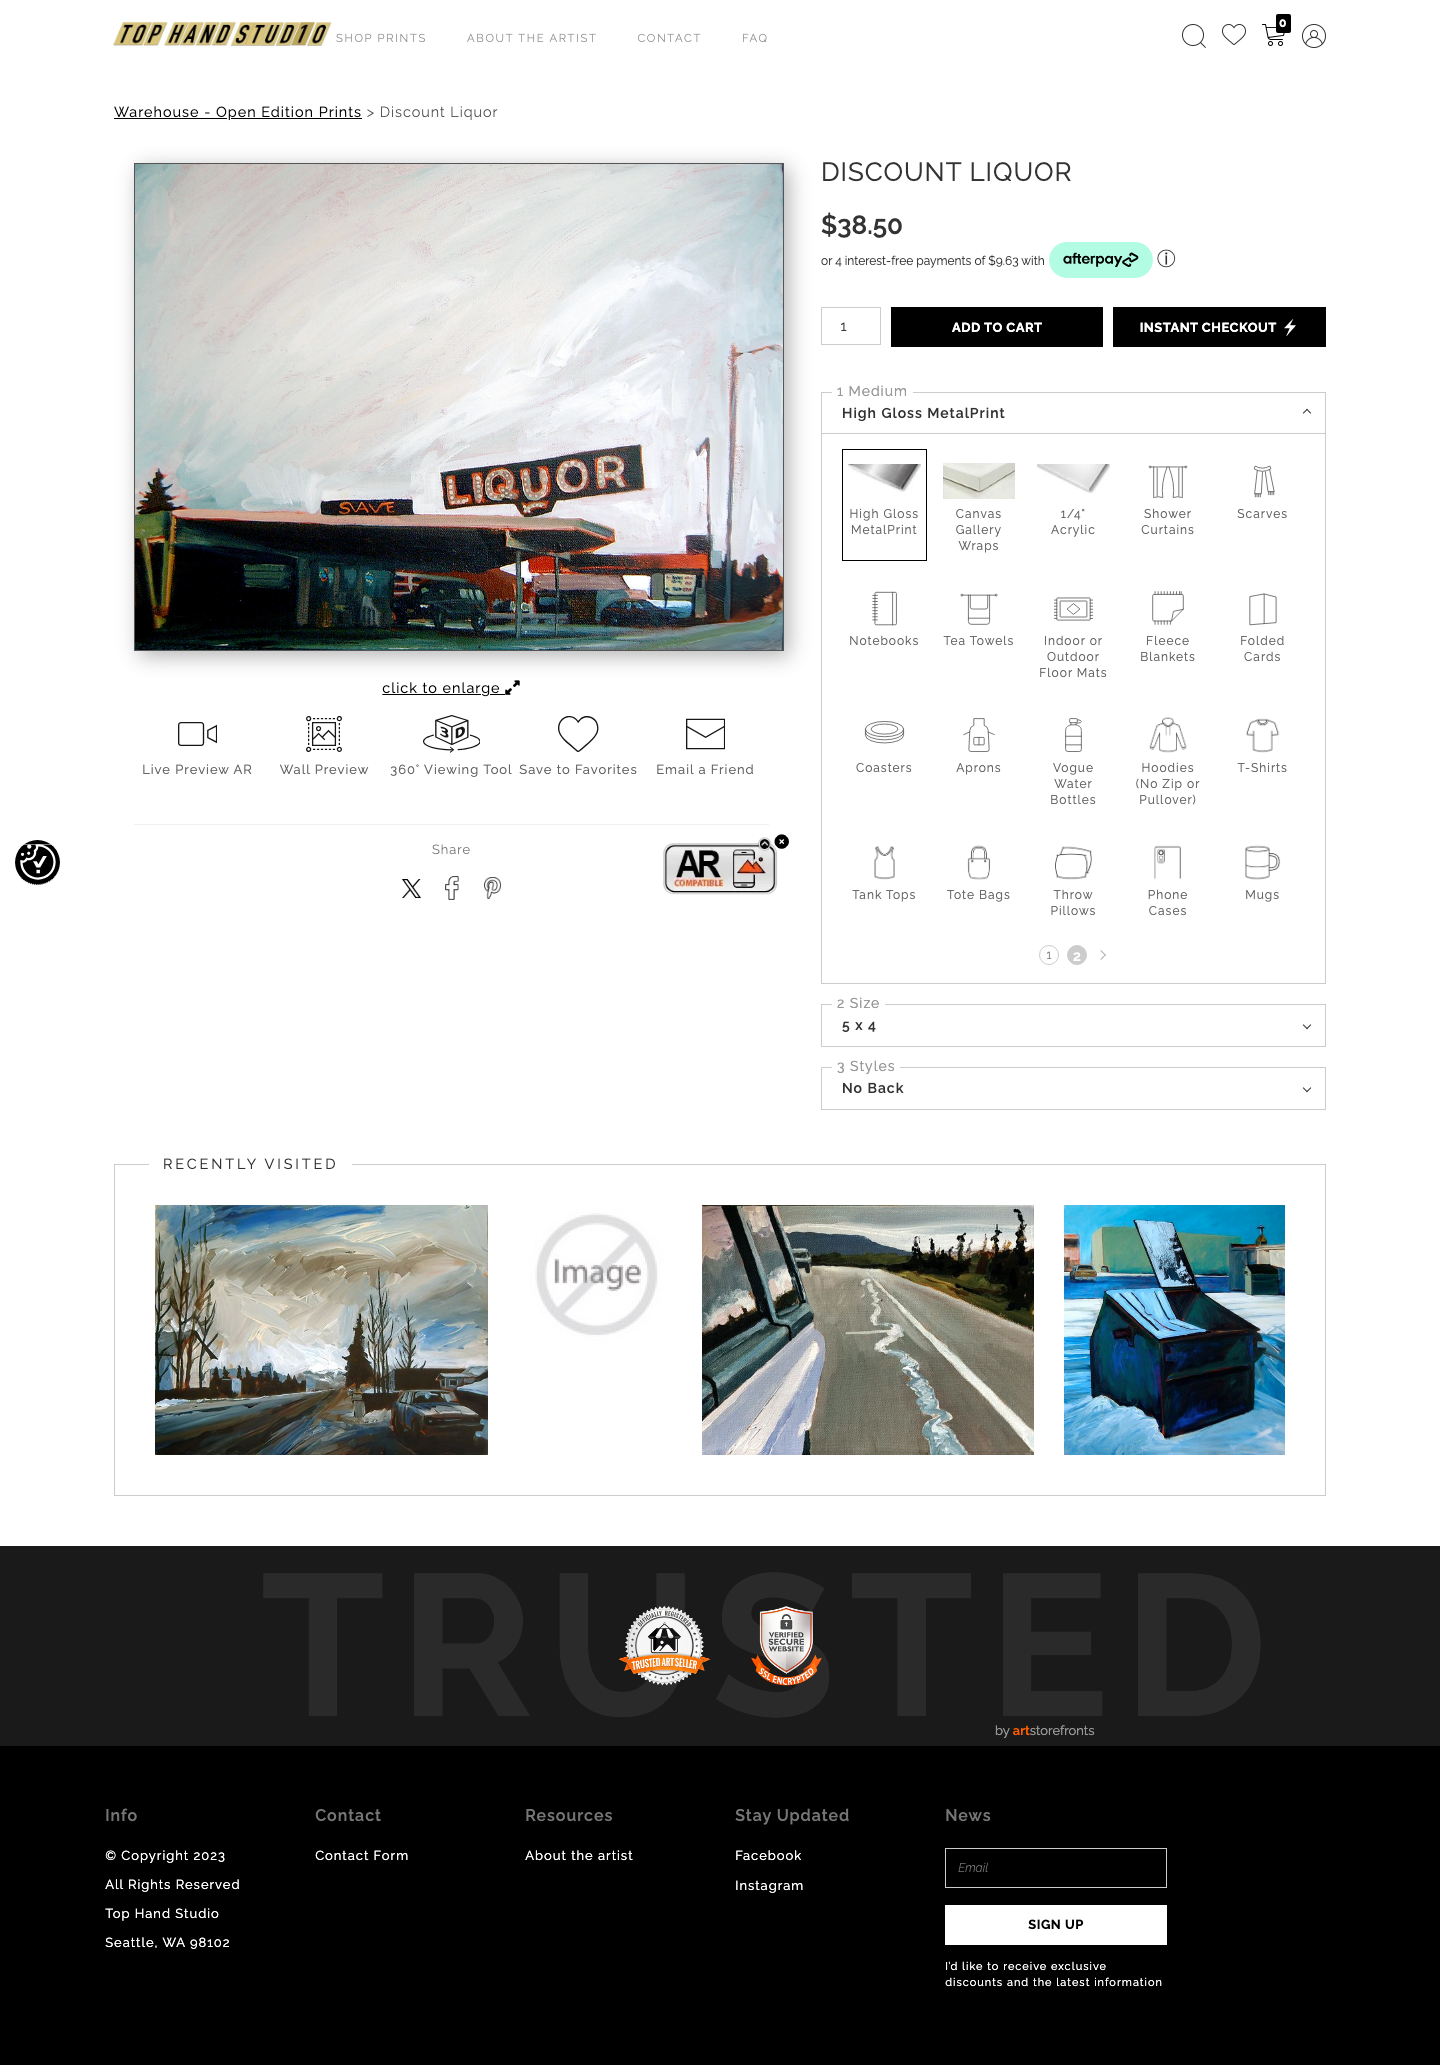 TOP HAND STUD10
SHOP PRINTS
ABOUT THE ARTIST
CONTACT
FAQ
0
Warehouse - Open Edition Prints > Discount Liquor
SAVE
LIQUOR
click to enlarge
Live Preview AR
Wall Preview
3D
360° Viewing Tool
Save to Favorites
Email a Friend
Share
AR
COMPATIBLE
DISCOUNT LIQUOR
$38.50
or 4 interest-free payments of $9.63 with afterpay
1
ADD TO CART
INSTANT CHECKOUT
1 Medium
High Gloss MetalPrint
High Gloss
MetalPrint
Canvas
Gallery
Wraps
1/4"
Acrylic
Shower
Curtains
Scarves
Notebooks
Tea Towels
Indoor or
Outdoor
Floor Mats
Fleece
Blankets
Folded
Cards
Coasters
Aprons
Vogue
Water
Bottles
Hoodies
(No Zip or
Pullover)
T-Shirts
Tank Tops
Tote Bags
Throw
Pillows
Phone
Cases
Mugs
1 2
2 Size
5 x 4
3 Styles
No Back
RECENTLY VISITED
Image
TRUSTED
OFFICIALLY REGISTERED
TRUSTED ART SELLER
VERIFIED
SECURE
WEBSITE
SSL ENCRYPTED
by artstorefronts
Info
© Copyright 2023
All Rights Reserved
Top Hand Studio
Seattle, WA 98102
Contact
Contact Form
Resources
About the artist
Stay Updated
Facebook
Instagram
News
Email
SIGN UP
I'd like to receive exclusive
discounts and the latest information